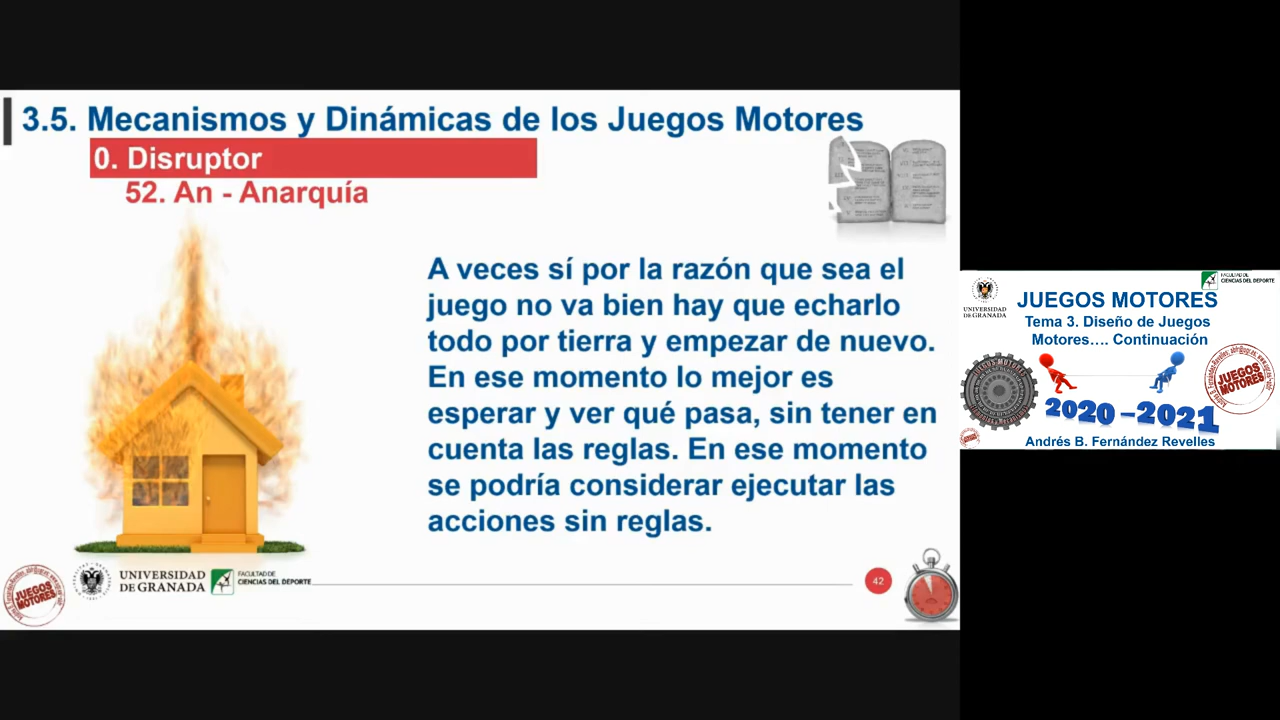 3.5. Mecanismos y Dinámicas de los Juegos Motores
0. Disruptor
52. An - Anarquía
A veces sí por la razón que sea el
juego no va bien hay que echarlo
todo por tierra y empezar de nuevo.
En ese momento lo mejor es
esperar y ver qué pasa, sin tener en
cuenta las reglas. En ese momento
se podría considerar ejecutar las
acciones sin reglas.
JUEGOS
MOTORES
UNIVERSIDAD
DE GRANADA
FACULTAD DE
CIENCIAS DEL DEPORTE
42
UNIVERSIDAD
DE GRANADA
FACULTAD DE
CIENCIAS DEL DEPORTE
JUEGOS MOTORES
Tema 3. Diseño de Juegos
Motores.... Continuación
JUEGOS MOTORES
JUEGOS
MOTORES
2020 –2021
Andrés B. Fernández Revelles